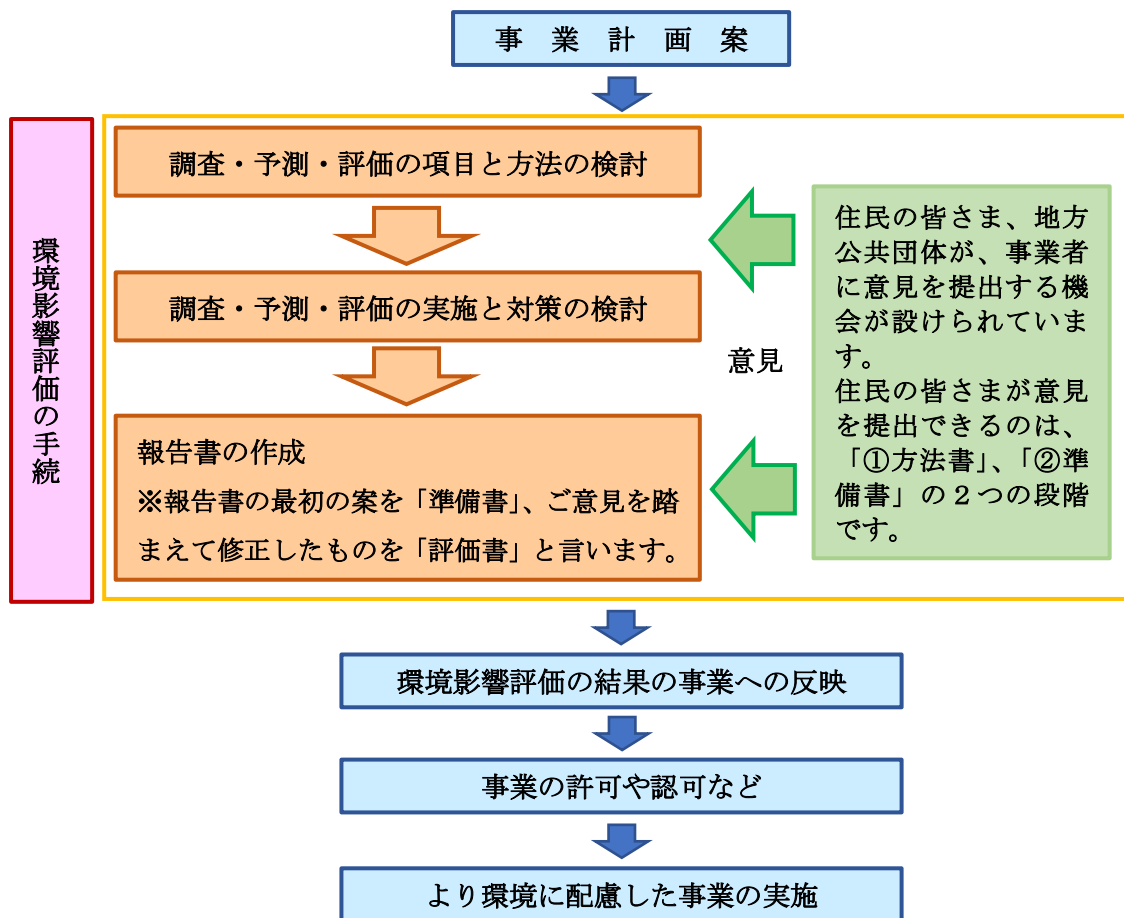 事業計画案
環境影響評価の手続
調査・予測・評価の項目と方法の検討
調査・予測・評価の実施と対策の検討
報告書の作成
※報告書の最初の案を「準備書」、ご意見を踏
まえて修正したものを「評価書」と言います。
意見
住民の皆さま、地方
公共団体が、事業者
に意見を提出する機
会が設けられていま
す。
住民の皆さまが意見
を提出できるのは、
「①方法書」、「②準
備書」の２つの段階
です。
環境影響評価の結果の事業への反映
事業の許可や認可など
より環境に配慮した事業の実施